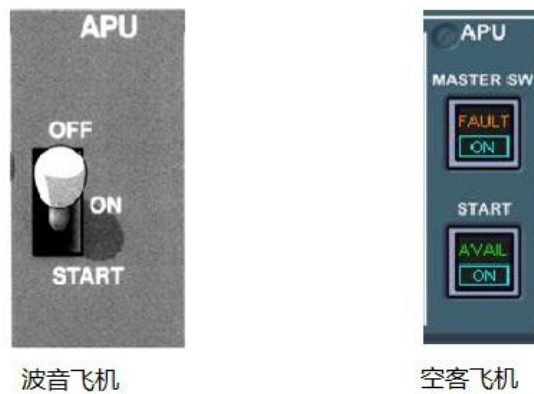 APU
OFF
ON
START
波音飞机
APU
MASTER SW
FAULT
ON
START
AVAIL
ON
空客飞机